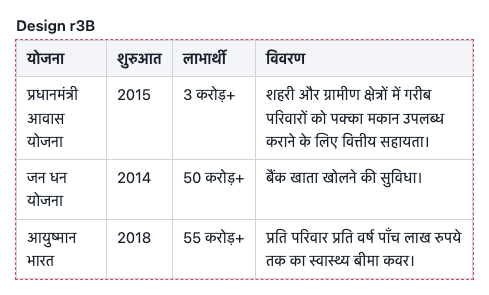 Design r3B
योजना शुरुआत लाभार्थी विवरण
प्रधानमंत्री 2015 3 करोड़+ शहरी और ग्रामीण क्षेत्रों में गरीब
आवास परिवारों को पक्का मकान उपलब्ध
योजना कराने के लिए वित्तीय सहायता।
जन धन 2014 50 करोड़+ बैंक खाता खोलने की सुविधा।
योजना
आयुष्मान 2018 55 करोड़+ प्रति परिवार प्रति वर्ष पाँच लाख रुपये
भारत तक का स्वास्थ्य बीमा कवर।